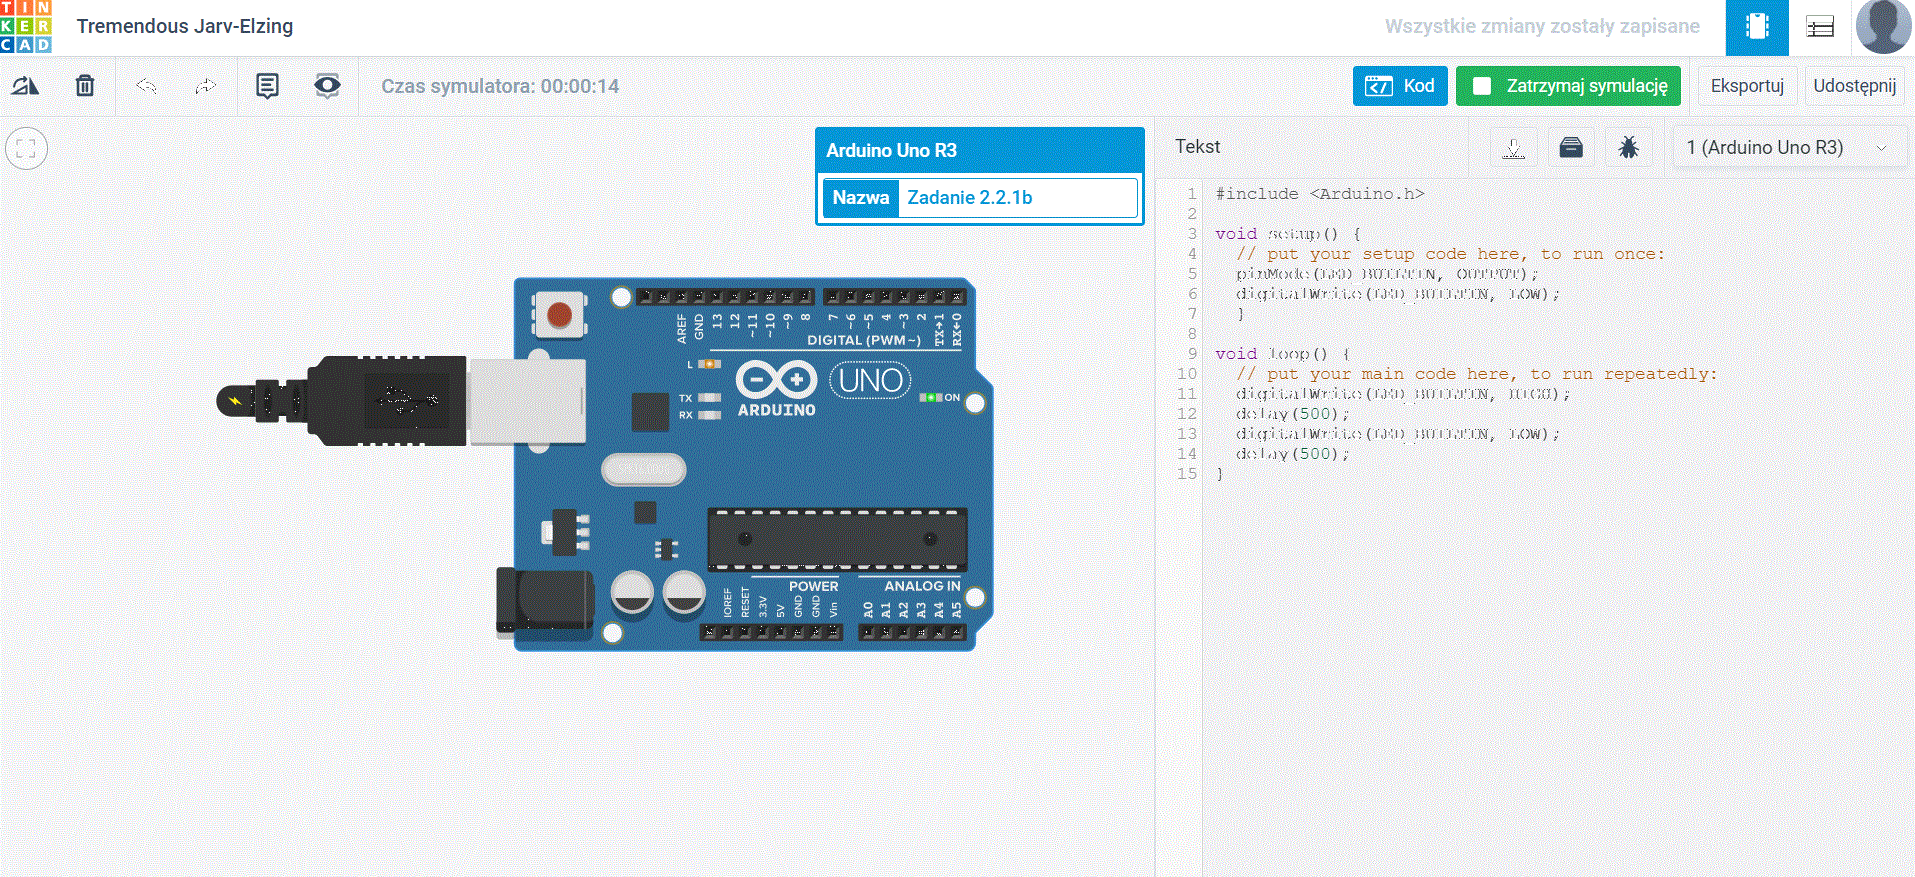 TIN
KER
CAD
Tremendous Jarv-Elzing
Wszystkie zmiany zostały zapisane
Czas symulatora: 00:00:14
Kod
Zatrzymaj symulację
Eksportuj
Udostępnij
Arduino Uno R3
Nazwa
Zadanie 2.2.1b
Tekst
1 (Arduino Uno R3)
1 #include <Arduino.h>
2
3 void setup() {
4 // put your setup code here, to run once:
5 pinMode(LED_BUILTIN, OUTPUT);
6 digitalWrite(LED_BUILTIN, LOW);
7 }
8
9 void loop() {
10 // put your main code here, to run repeatedly:
11 digitalWrite(LED_BUILTIN, HIGH);
12 delay(500);
13 digitalWrite(LED_BUILTIN, LOW);
14 delay(500);
15 }
AREF
GND
13
12
~11
~10
~9
8
7
~6
~5
4
~3
2
TX→1
RX←0
DIGITAL (PWM~)
L
TX
RX
ARDUINO
UNO
ON
POWER
ANALOG IN
IOREF
RESET
3.3V
5V
GND
GND
Vin
A0
A1
A2
A3
A4
A5